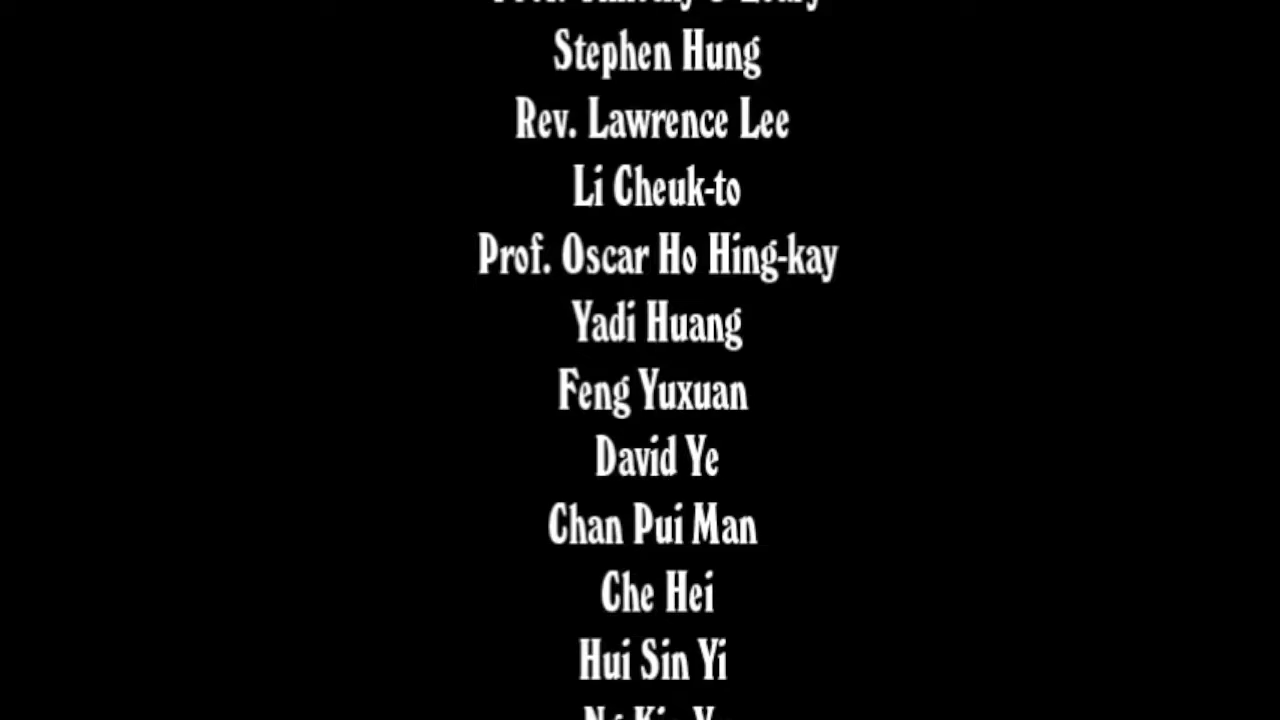 Stephen Hung
Rev. Lawrence Lee
Li Cheuk-to
Prof. Oscar Ho Hing-kay
Yadi Huang
Feng Yuxuan
David Ye
Chan Pui Man
Che Hei
Hui Sin Yi